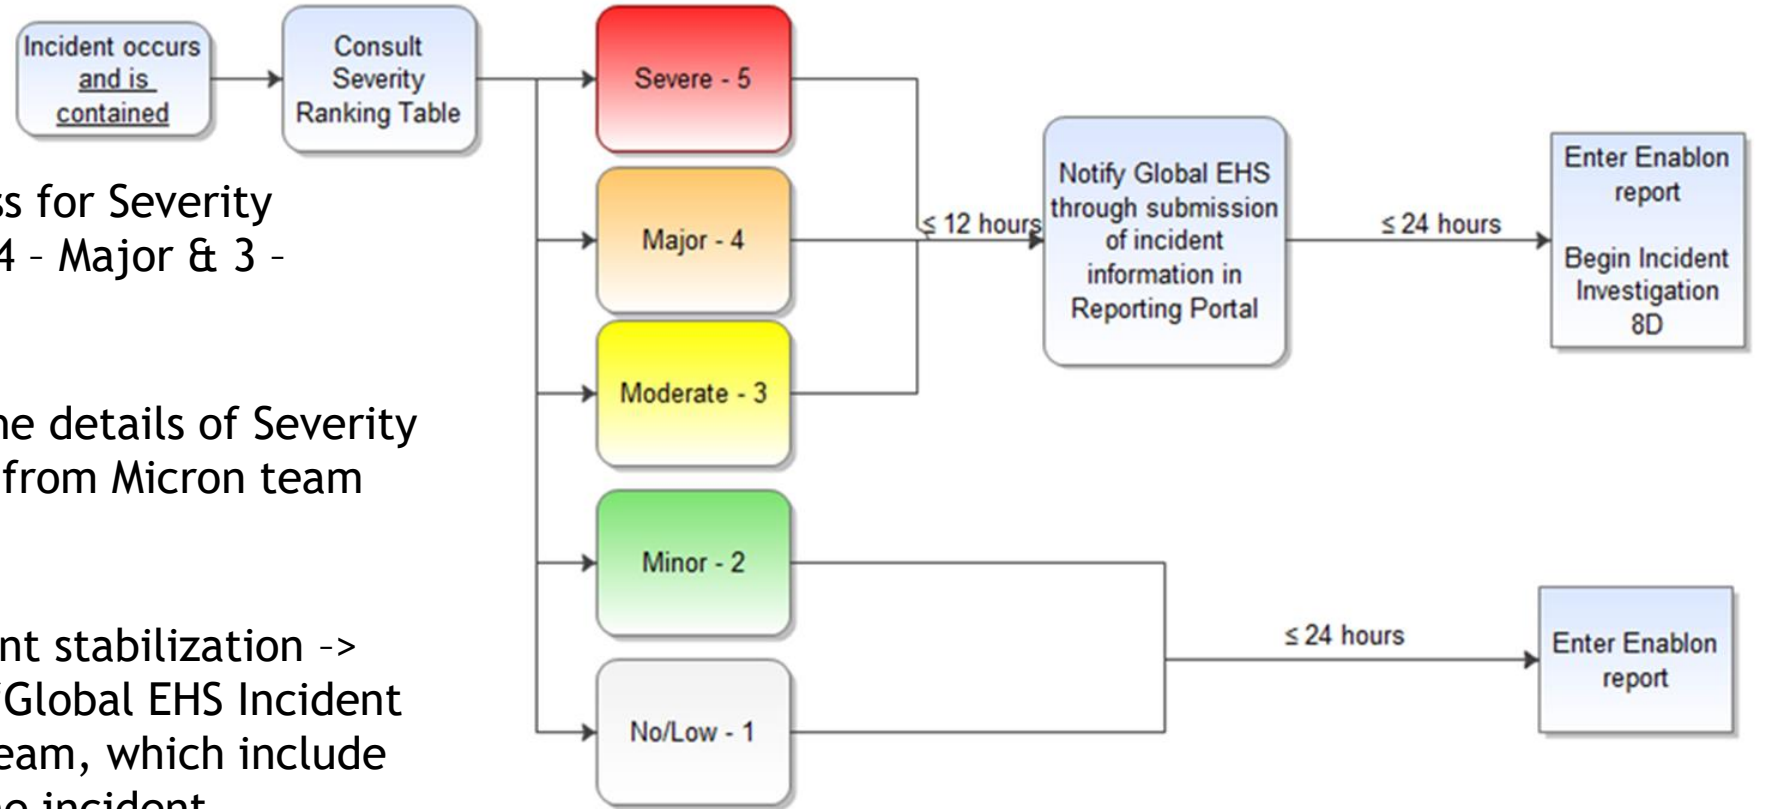 Incident occurs
and is
contained
Consult
Severity
Ranking Table
Severe - 5
Major - 4
Moderate - 3
Minor - 2
No/Low - 1
≤ 12 hours
Notify Global EHS
through submission
of incident
information in
Reporting Portal
≤ 24 hours
Enter Enablon
report
Begin Incident
Investigation
8D
≤ 24 hours
Enter Enablon
report
ss for Severity
4 – Major & 3 –
he details of Severity
from Micron team
nt stabilization ->
"Global EHS Incident
eam, which include
he incident